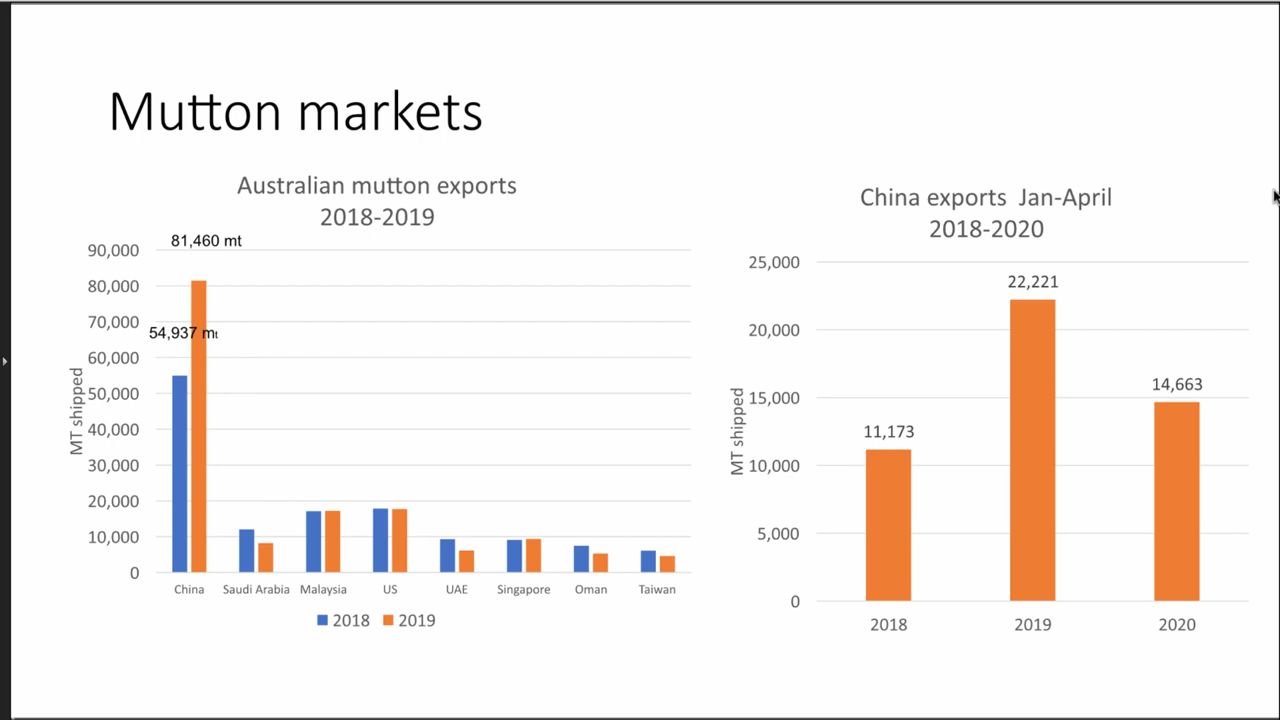 Mutton markets
Australian mutton exports
2018-2019
81,460 mt
54,937 mt
90,000
80,000
70,000
60,000
50,000
40,000
30,000
20,000
10,000
0
MT shipped
China
Saudi Arabia
Malaysia
US
UAE
Singapore
Oman
Taiwan
2018
2019
China exports Jan-April
2018-2020
25,000
20,000
15,000
10,000
5,000
0
MT shipped
11,173
22,221
14,663
2018
2019
2020